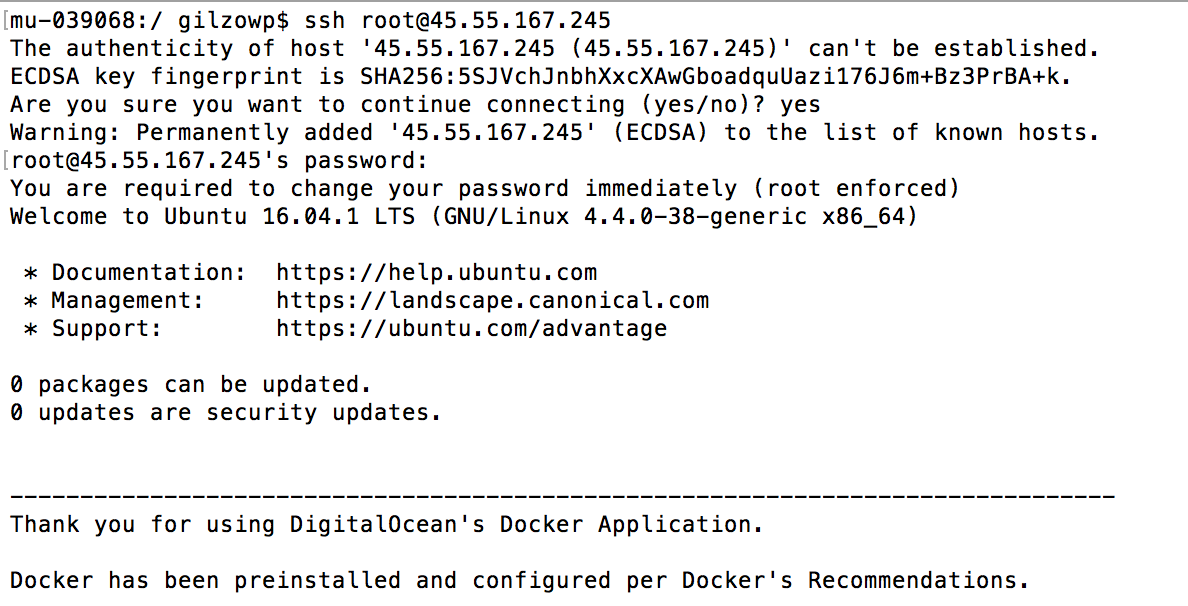 [mu-039068:/ gilzowp$ ssh root@45.55.167.245
The authenticity of host '45.55.167.245 (45.55.167.245)' can't be established.
ECDSA key fingerprint is SHA256:5SJVchJnbhXxcXAwGboadquUazi176J6m+Bz3PrBA+k.
Are you sure you want to continue connecting (yes/no)? yes
Warning: Permanently added '45.55.167.245' (ECDSA) to the list of known hosts.
[root@45.55.167.245's password:
You are required to change your password immediately (root enforced)
Welcome to Ubuntu 16.04.1 LTS (GNU/Linux 4.4.0-38-generic x86_64)

 * Documentation:  https://help.ubuntu.com
 * Management:     https://landscape.canonical.com
 * Support:        https://ubuntu.com/advantage

0 packages can be updated.
0 updates are security updates.

-------------------------------------------------------------------------------
Thank you for using DigitalOcean's Docker Application.

Docker has been preinstalled and configured per Docker's Recommendations.